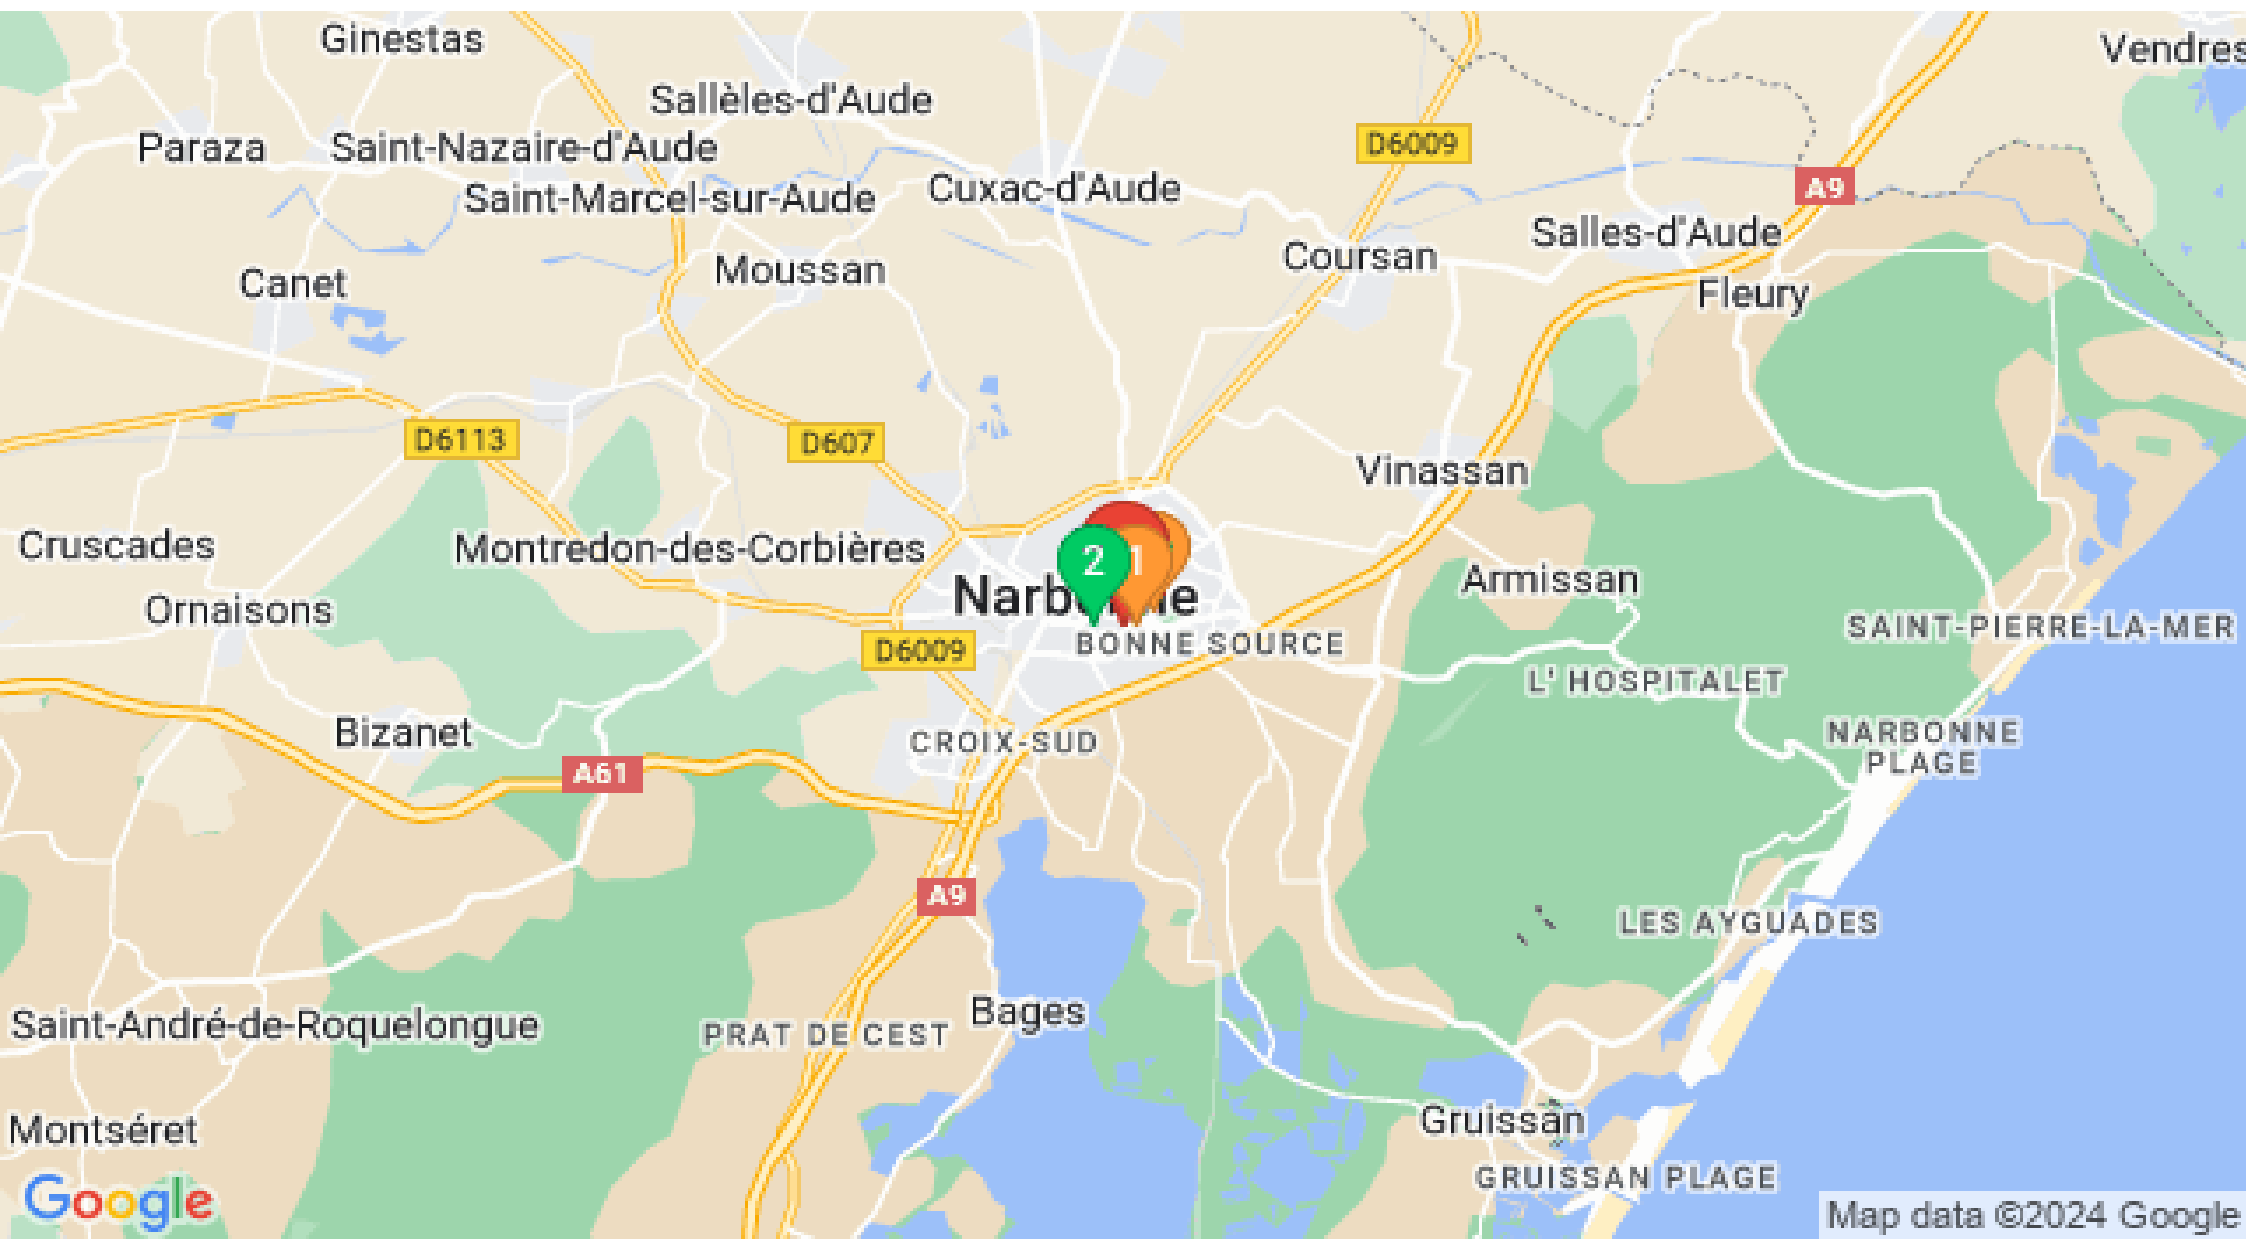 Ginestas
Vendres
Sallèles-d'Aude
D6009
Paraza
Saint-Nazaire-d'Aude
Saint-Marcel-sur-Aude
Cuxac-d'Aude
A9
Salles-d'Aude
Coursan
Moussan
Canet
Fleury
D6113
D607
Vinassan
Cruscades
Montredon-des-Corbières
2
1
Armissan
Narb
e
Ornaisons
SAINT-PIERRE-LA-MER
D6009
BONNE SOURCE
L' HOSPITALET
Bizanet
CROIX-SUD
NARBONNE
PLAGE
A61
A9
LES AYGUADES
Bages
Saint-André-de-Roquelongue
PRAT DE CEST
Montséret
Gruissan
GRUISSAN PLAGE
Google
Map data ©2024 Google